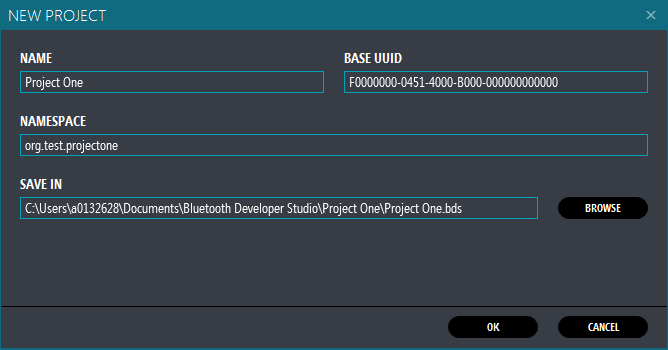 NEW PROJECT
NAME
BASE UUID
Project One
F0000000-0451-4000-B000-000000000000
NAMESPACE
org.test.projectone
SAVE IN
C:\Users\a0132628\Documents\Bluetooth Developer Studio\Project One\Project One.bds
BROWSE
OK
CANCEL